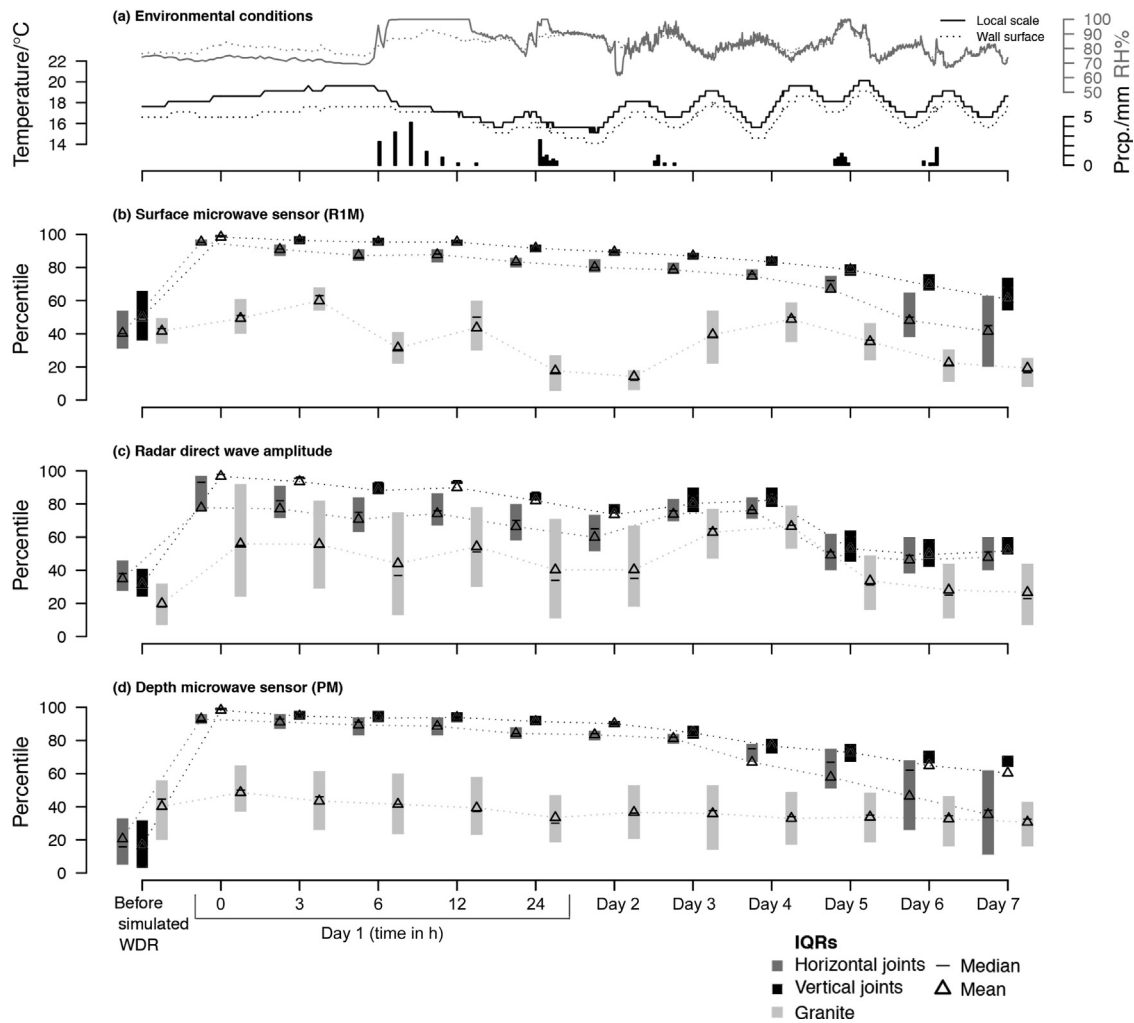 (a) Environmental conditions
Local scale
Wall surface
Temperature/°C
22
20
18
16
14
100
90
80
70
60
50
RH%
5
0
Prcp./mm
(b) Surface microwave sensor (R1M)
Percentile
100
80
60
40
20
0
(c) Radar direct wave amplitude
Percentile
100
80
60
40
20
0
(d) Depth microwave sensor (PM)
Percentile
100
80
60
40
20
0
Before simulated WDR
0 3 6 12 24 Day 2 Day 3 Day 4 Day 5 Day 6 Day 7
Day 1 (time in h)
IQRs
Horizontal joints
Vertical joints
Granite
Median
Mean